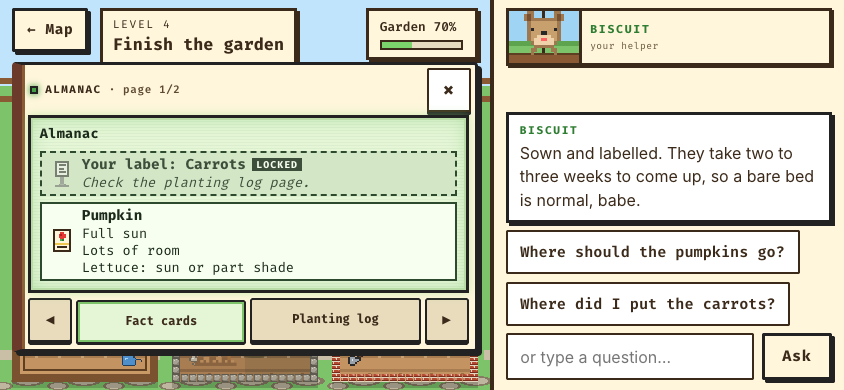 ← Map
LEVEL 4
Finish the garden
Garden 70%
ALMANAC · page 1/2
×
Almanac
Your label: Carrots LOCKED
Check the planting log page.
Pumpkin
Full sun
Lots of room
Lettuce: sun or part shade
◄
Fact cards
Planting log
►
BISCUIT
your helper
BISCUIT
Sown and labelled. They take two to
three weeks to come up, so a bare bed
is normal, babe.
Where should the pumpkins go?
Where did I put the carrots?
or type a question...
Ask